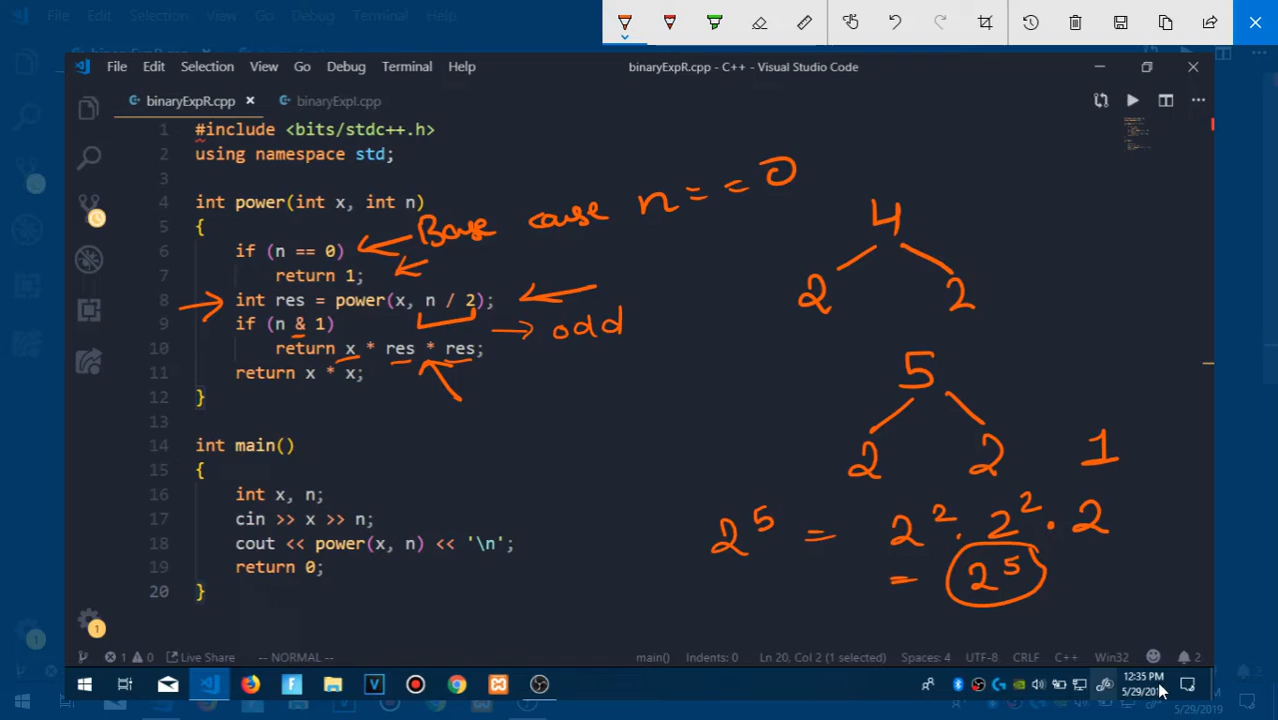 File Edit Selection View Go Debug Terminal Help binaryExpR.cpp - C++ - Visual Studio Code
binaryExpR.cpp binaryExpI.cpp
1 #include <bits/stdc++.h>
2 using namespace std;
3
4 int power(int x, int n)
5 {
6 if (n == 0)
7 return 1;
8 int res = power(x, n / 2);
9 if (n & 1)
10 return x * res * res;
11 return x * x;
12 }
13
14 int main()
15 {
16 int x, n;
17 cin >> x >> n;
18 cout << power(x, n) << '\n';
19 return 0;
20 }
Base case n == 0
odd
4
2 2
5
2 2 1
2^5 = 2^2 . 2^2 . 2
= 2^5
1
1 0 Live Share -- NORMAL -- main() Indents: 0 Ln 20, Col 2 (1 selected) Spaces: 4 UTF-8 CRLF C++ Win32 2
12:35 PM